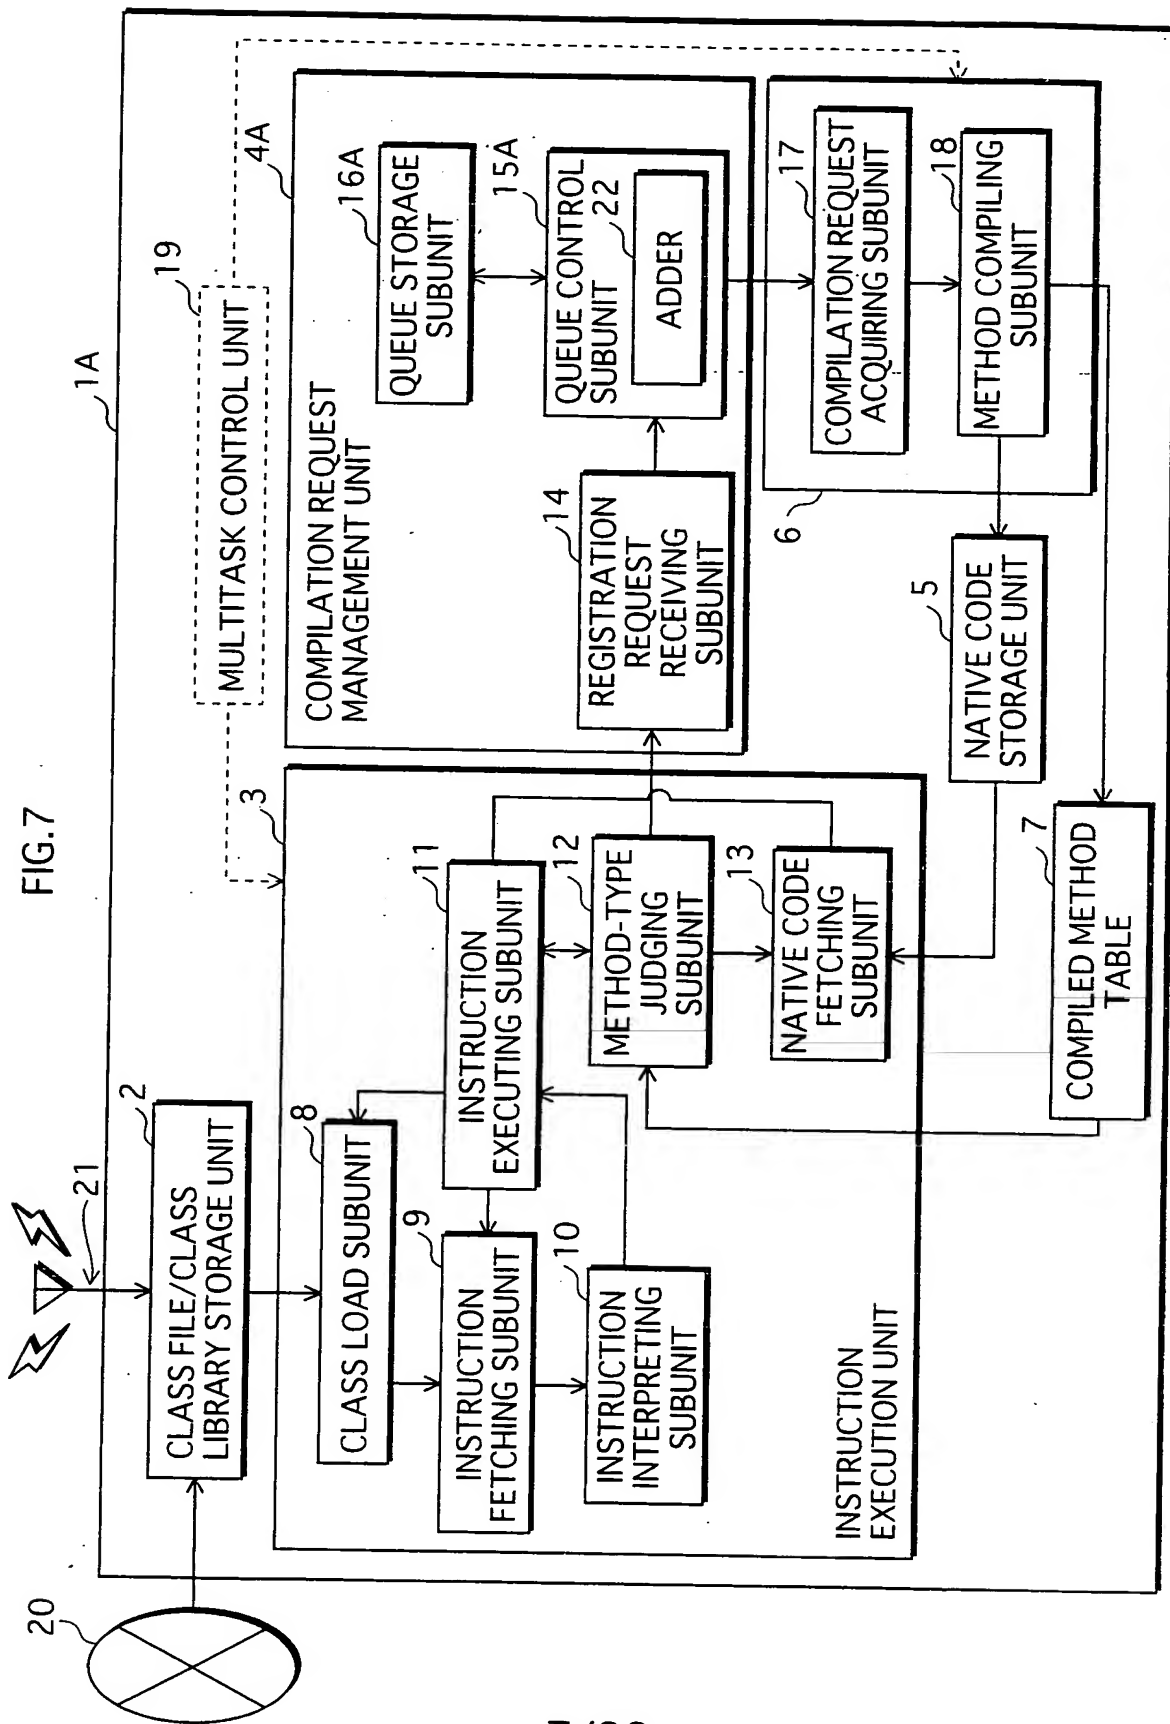 FIG.7
1A
19
MULTITASK CONTROL UNIT
20
21
2
CLASS FILE/CLASS
LIBRARY STORAGE UNIT
3
8
CLASS LOAD SUBUNIT
9
INSTRUCTION
FETCHING SUBUNIT
10
INSTRUCTION
INTERPRETING
SUBUNIT
11
INSTRUCTION
EXECUTING SUBUNIT
12
METHOD-TYPE
JUDGING
SUBUNIT
13
NATIVE CODE
FETCHING
SUBUNIT
INSTRUCTION
EXECUTION UNIT
4A
COMPILATION REQUEST
MANAGEMENT UNIT
14
REGISTRATION
REQUEST
RECEIVING
SUBUNIT
16A
QUEUE STORAGE
SUBUNIT
15A
QUEUE CONTROL
SUBUNIT
22
ADDER
6
17
COMPILATION REQUEST
ACQUIRING SUBUNIT
18
METHOD COMPILING
SUBUNIT
5
NATIVE CODE
STORAGE UNIT
7
COMPILED METHOD
TABLE